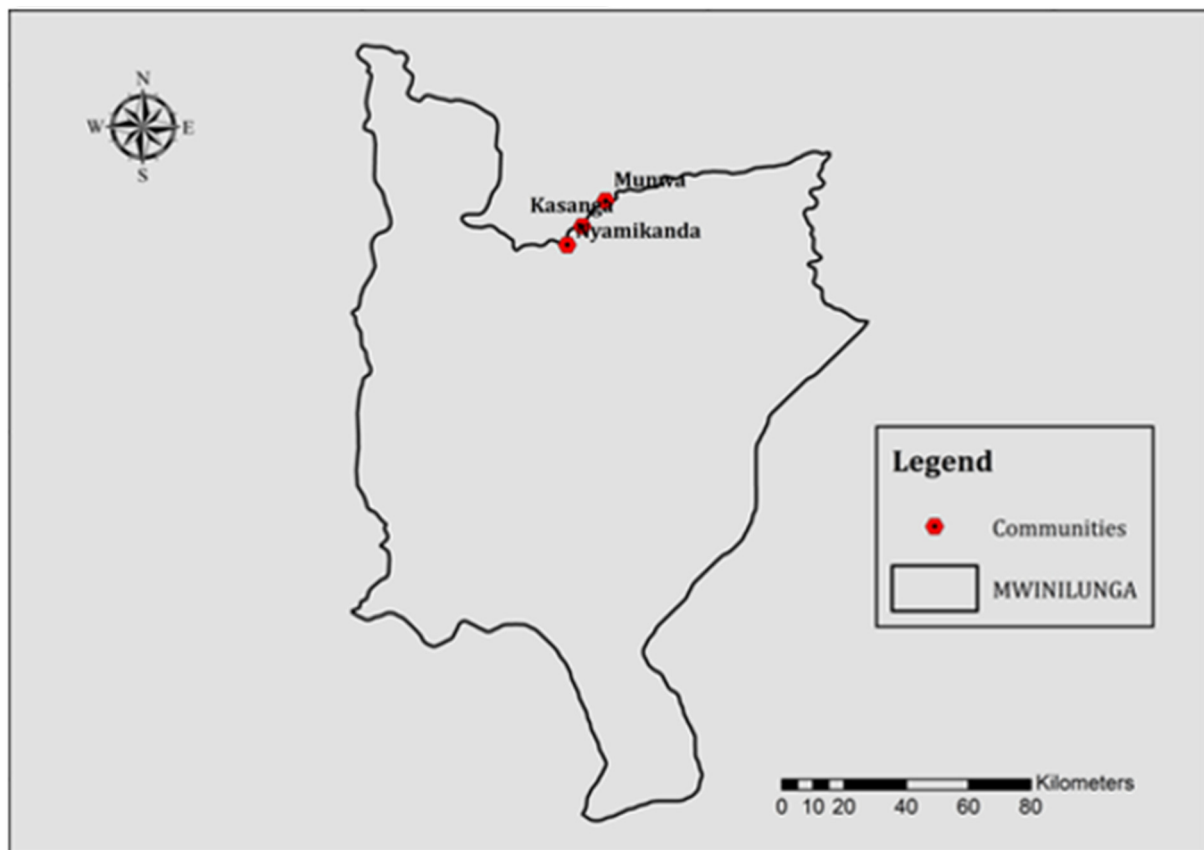 N
W E
S
Munwa
Kasanga
Nyamikanda
Legend
Communities
MWINILUNGA
Kilometers
0 10 20 40 60 80